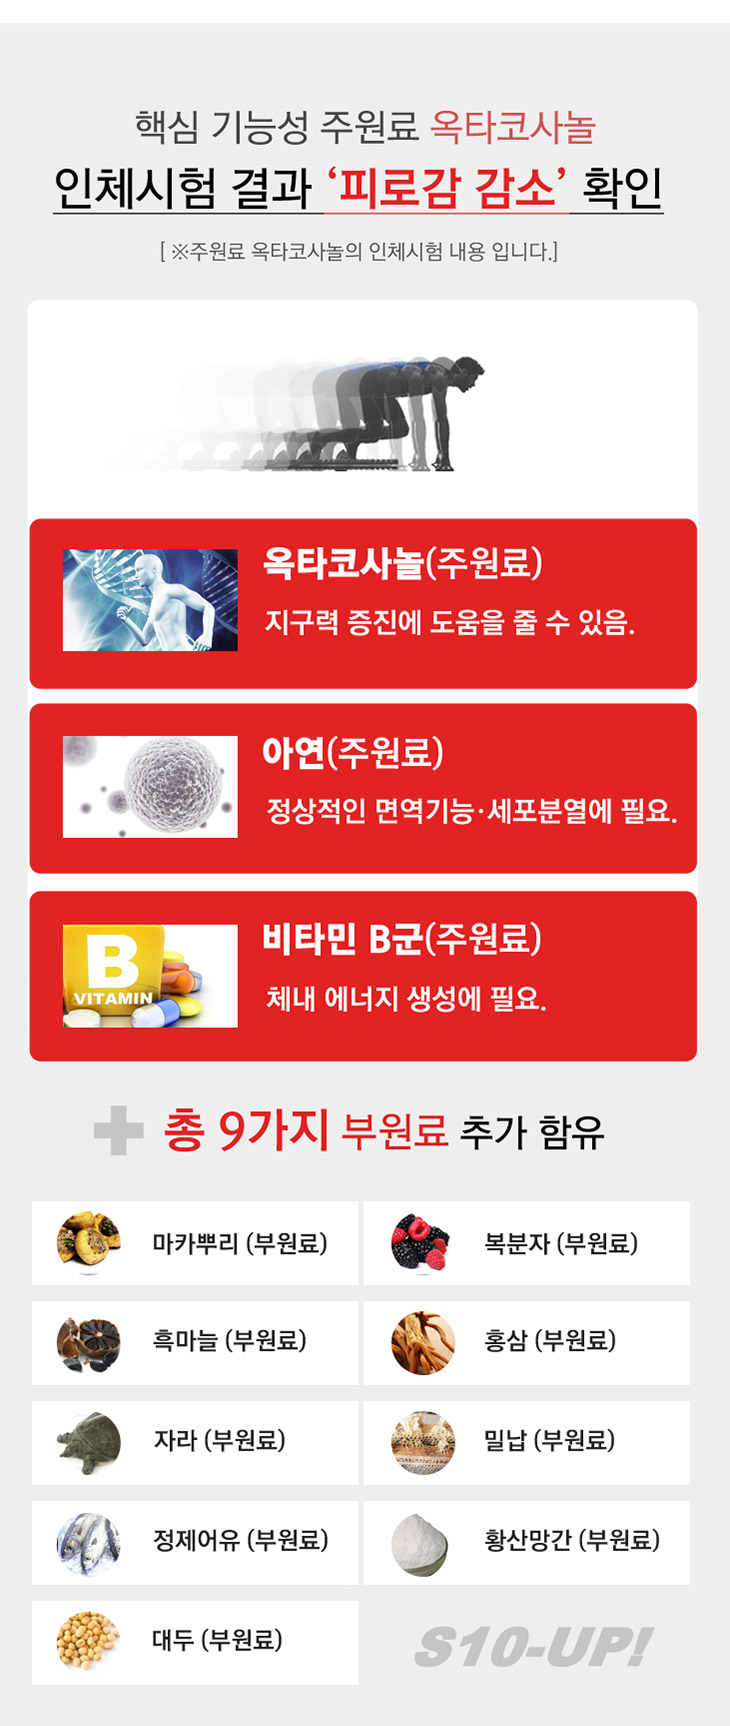 핵심 기능성 주원료 옥타코사놀
인체시험 결과 ‘피로감 감소’ 확인
[ ※주원료 옥타코사놀의 인체시험 내용 입니다.]
옥타코사놀(주원료)
지구력 증진에 도움을 줄 수 있음.
아연(주원료)
정상적인 면역기능·세포분열에 필요.
B
VITAMIN
비타민 B군(주원료)
체내 에너지 생성에 필요.
총 9가지 부원료 추가 함유
마카뿌리 (부원료)
복분자 (부원료)
흑마늘 (부원료)
홍삼 (부원료)
자라 (부원료)
밀납 (부원료)
정제어유 (부원료)
황산망간 (부원료)
대두 (부원료)
S10-UP!